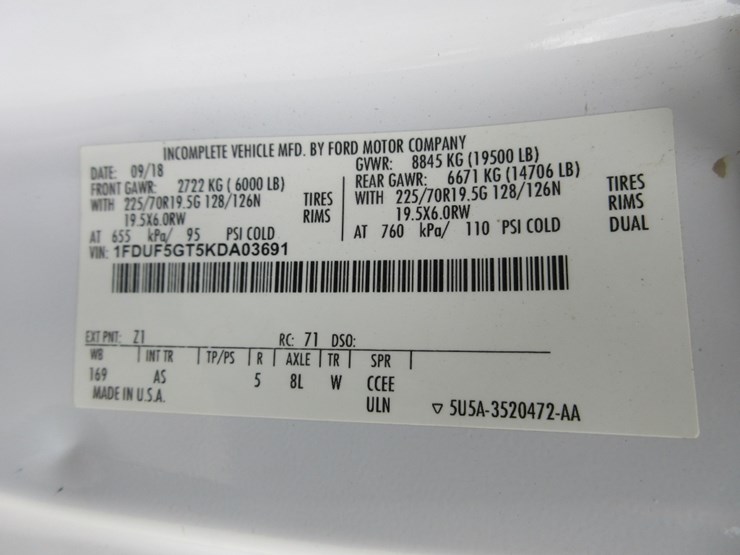 INCOMPLETE VEHICLE MFD. BY FORD MOTOR COMPANY
DATE: 09/18 GVWR: 8845 KG (19500 LB)
FRONT GAWR: 2722 KG ( 6000 LB) REAR GAWR: 6671 KG (14706 LB)
WITH 225/70R19.5G 128/126N TIRES WITH 225/70R19.5G 128/126N TIRES
19.5X6.0RW RIMS 19.5X6.0RW RIMS
AT 655 kPa/ 95 PSI COLD AT 760 kPa/ 110 PSI COLD DUAL
VIN: 1FDUF5GT5KDA03691
EXT PNT: Z1 RC: 71 DSO:
WB | INT TR | TP/PS | R | AXLE | TR | SPR |
169 AS 5 8L W CCEE
MADE IN U.S.A. ULN ▽ 5U5A-3520472-AA